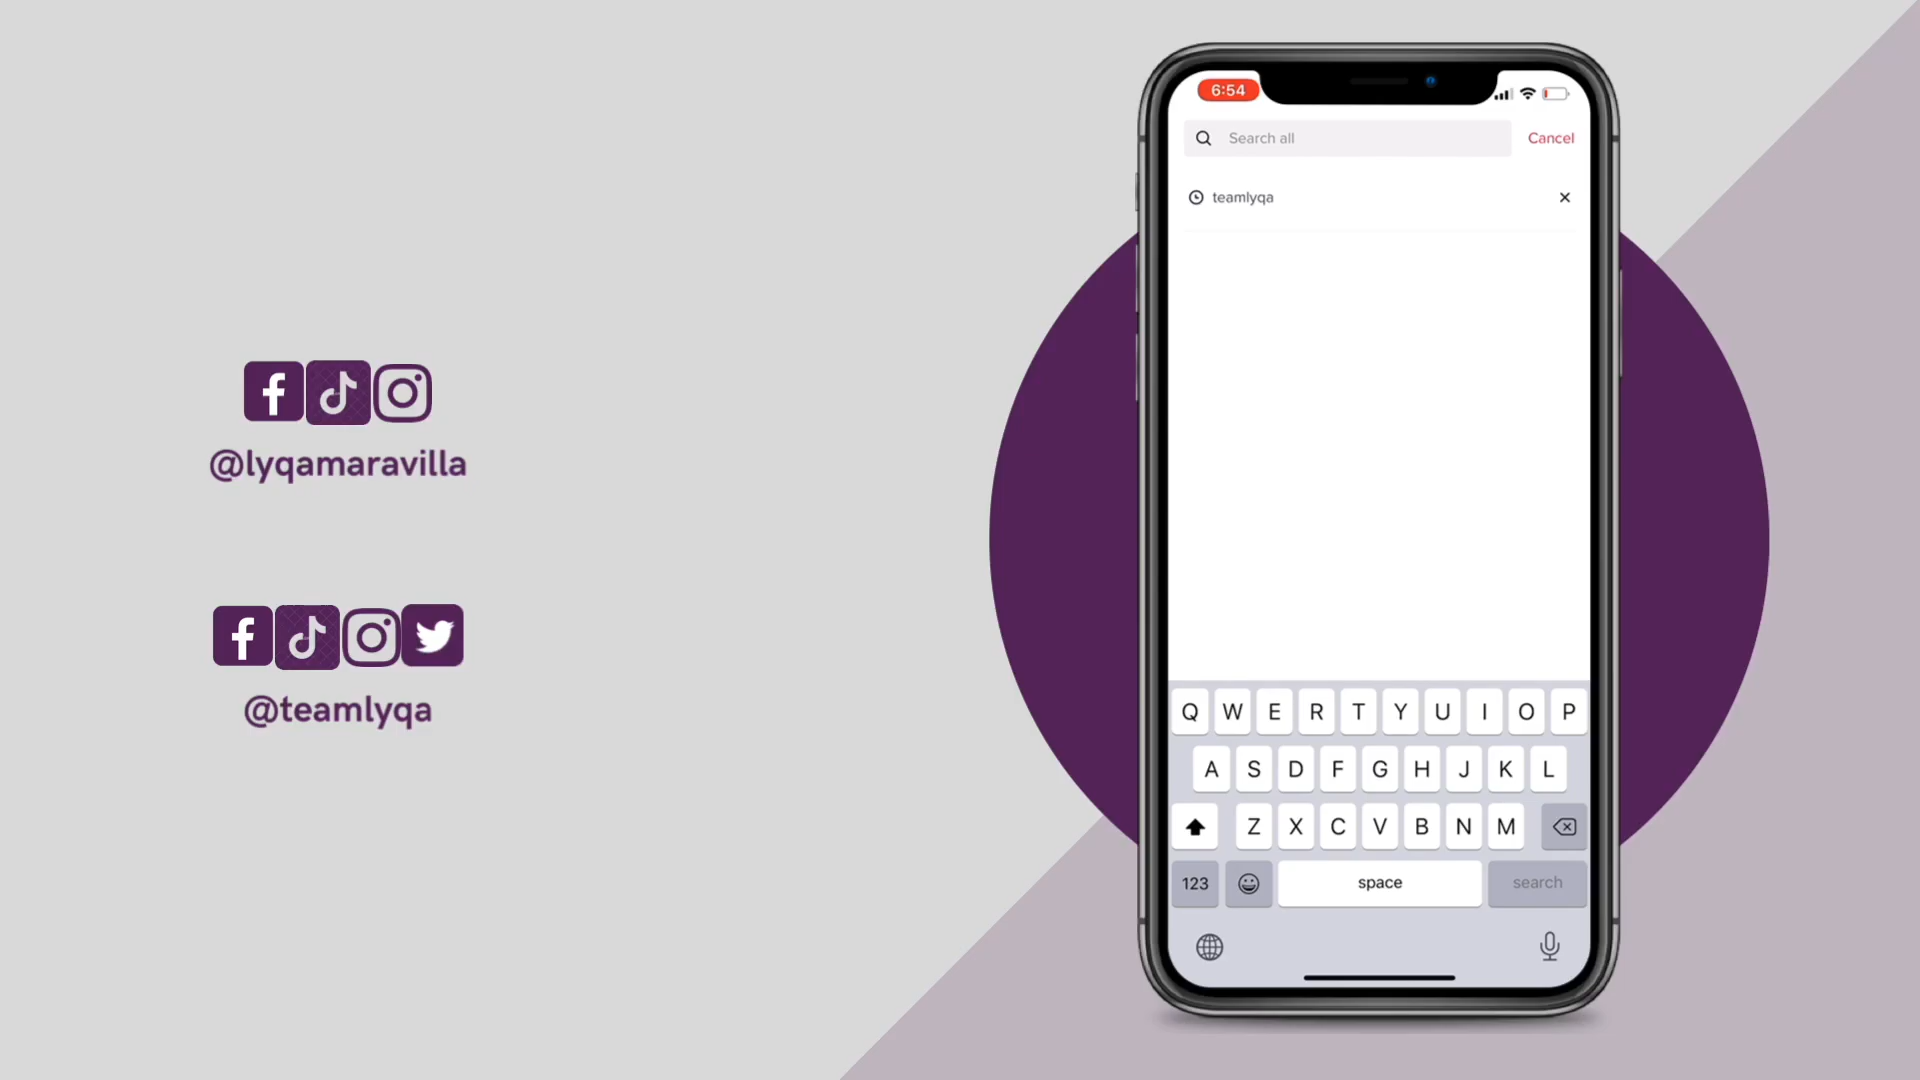 @lyqamaravilla
@teamlyqa
6:54
Search all
Cancel
teamlyqa
Q W E R T Y U I O P
A S D F G H J K L
Z X C V B N M
123
space
search